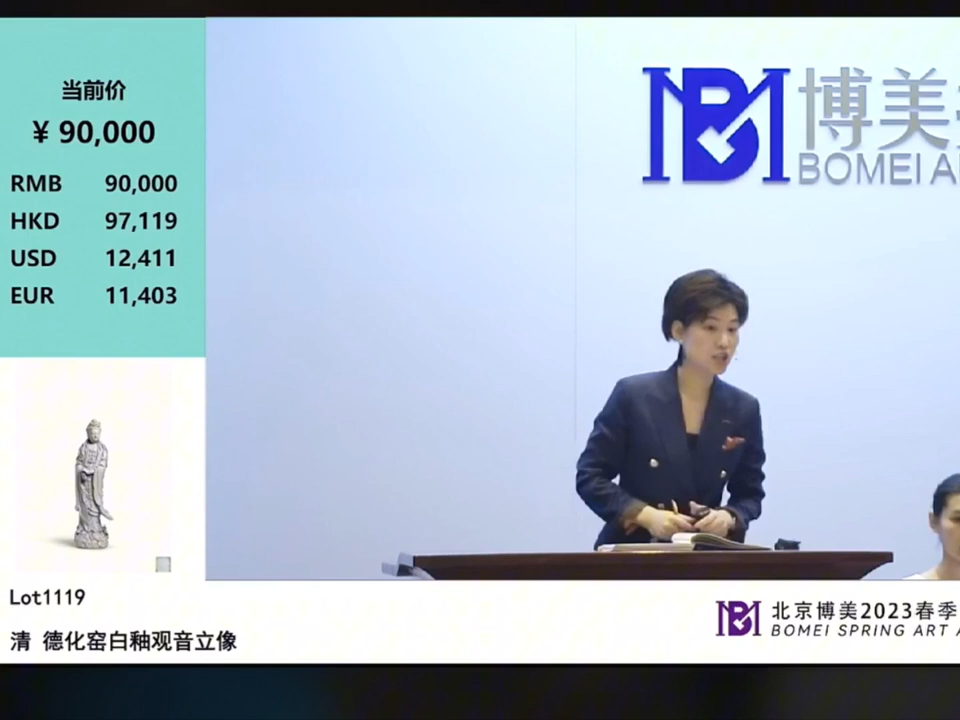 当前价
¥ 90,000
RMB 90,000
HKD 97,119
USD 12,411
EUR 11,403
博美
BOMEI
Lot1119
清 德化窑白釉观音立像
北京博美2023春季
BOMEI SPRING ART